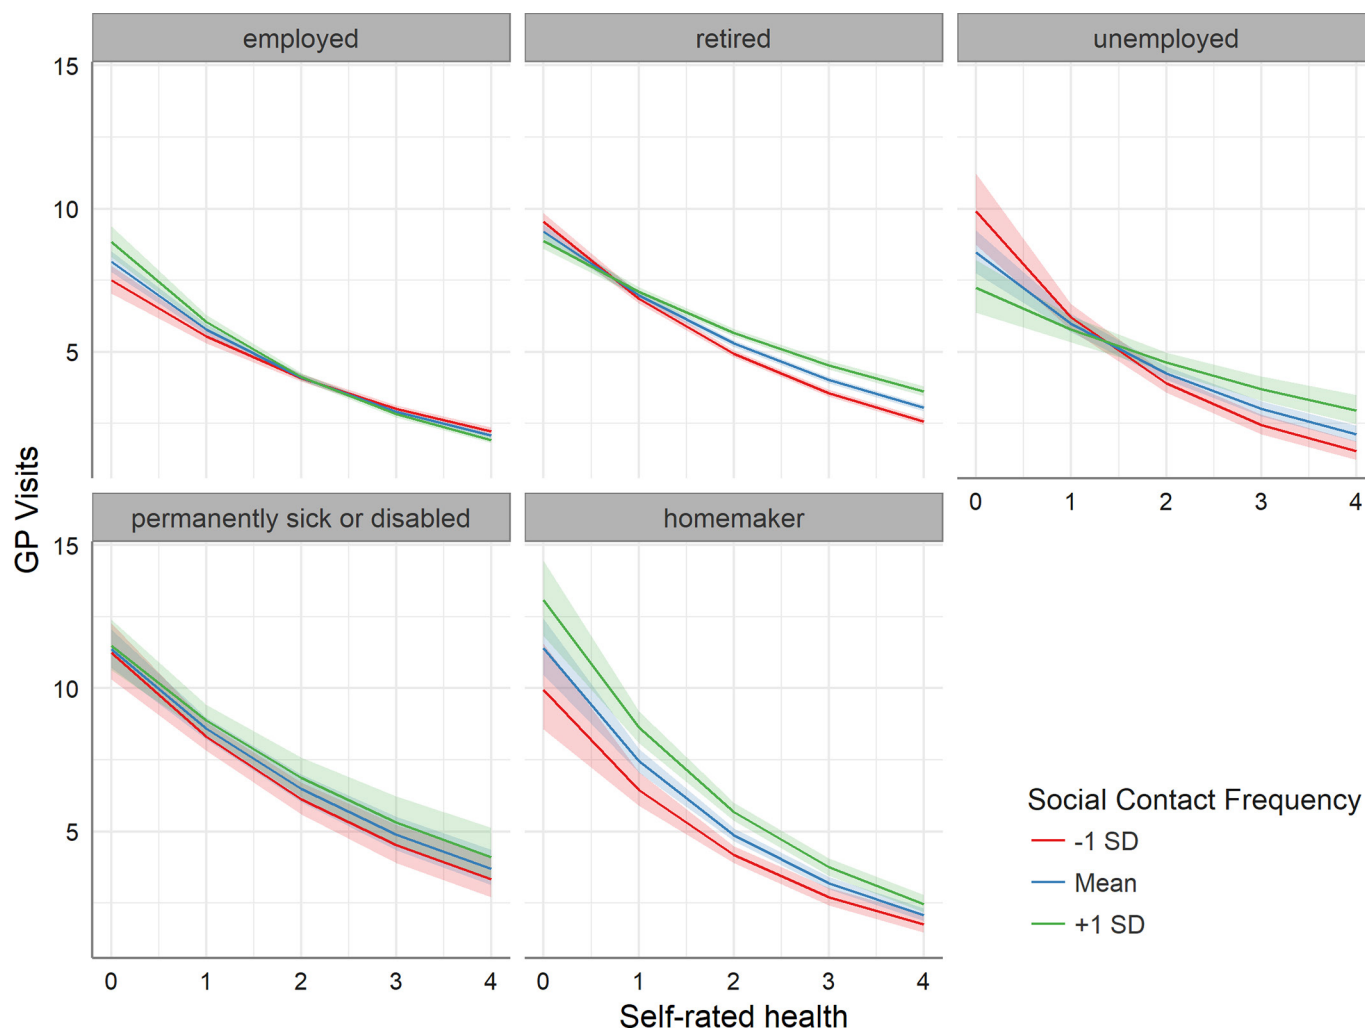 employed
retired
unemployed
15
10
5
0 1 2 3 4
GP Visits
permanently sick or disabled
homemaker
15
10
5
0 1 2 3 4
0 1 2 3 4
Self-rated health
Social Contact Frequency
-1 SD
Mean
+1 SD